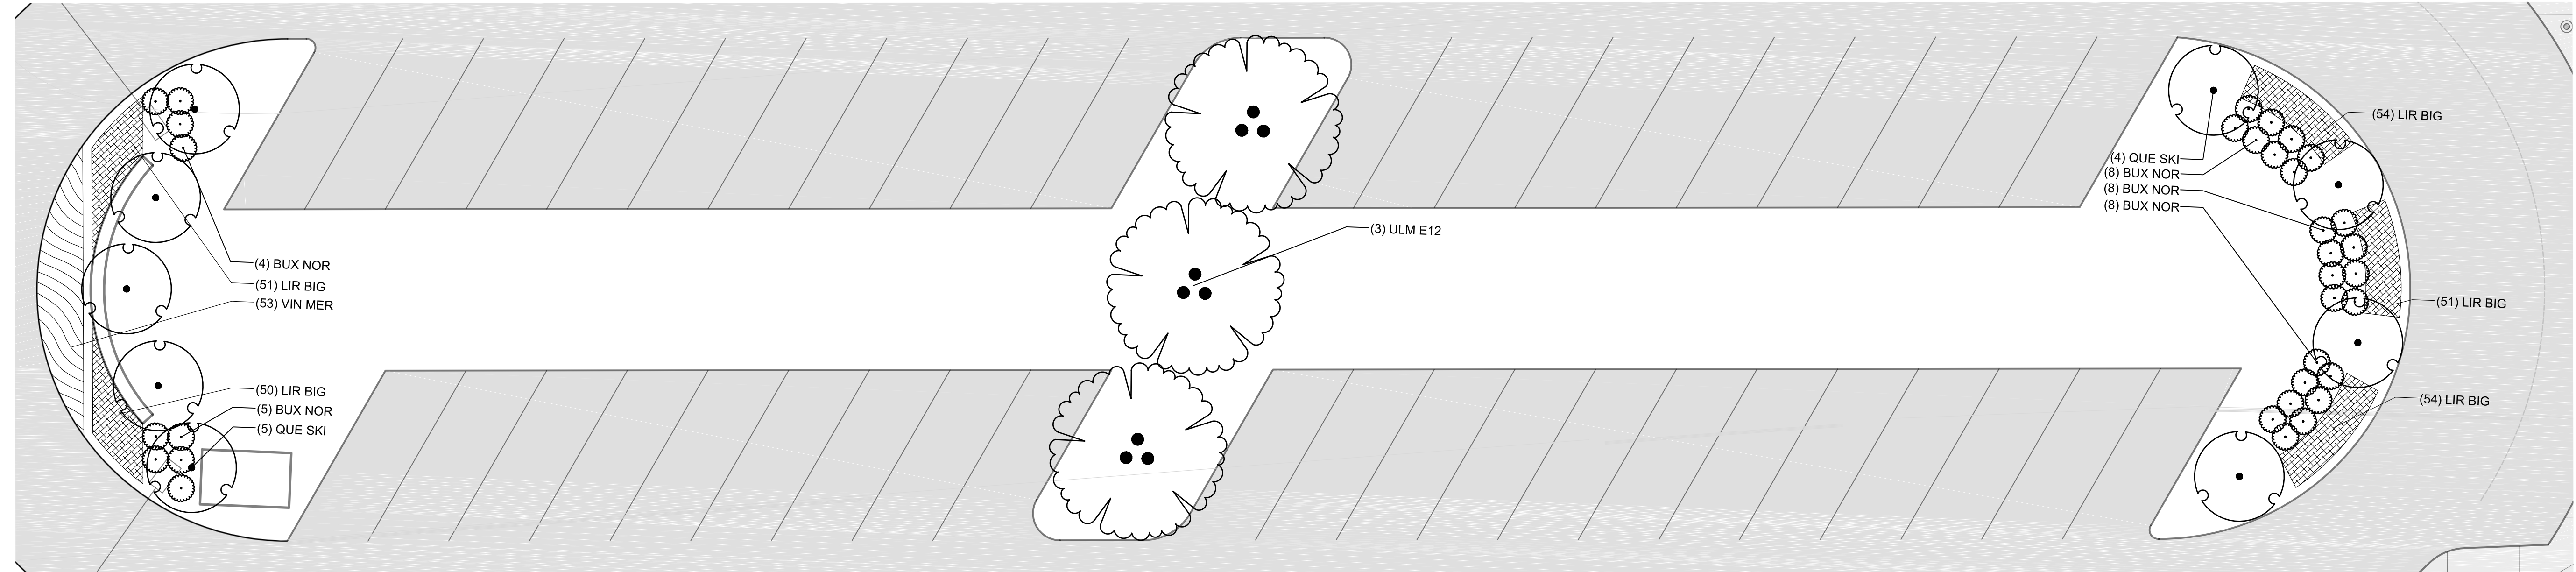 (4) BUX NOR
(51) LIR BIG
(53) VIN MER
(50) LIR BIG
(5) BUX NOR
(5) QUE SKI
(3) ULM E12
(4) QUE SKI
(8) BUX NOR
(8) BUX NOR
(8) BUX NOR
(54) LIR BIG
(51) LIR BIG
(54) LIR BIG